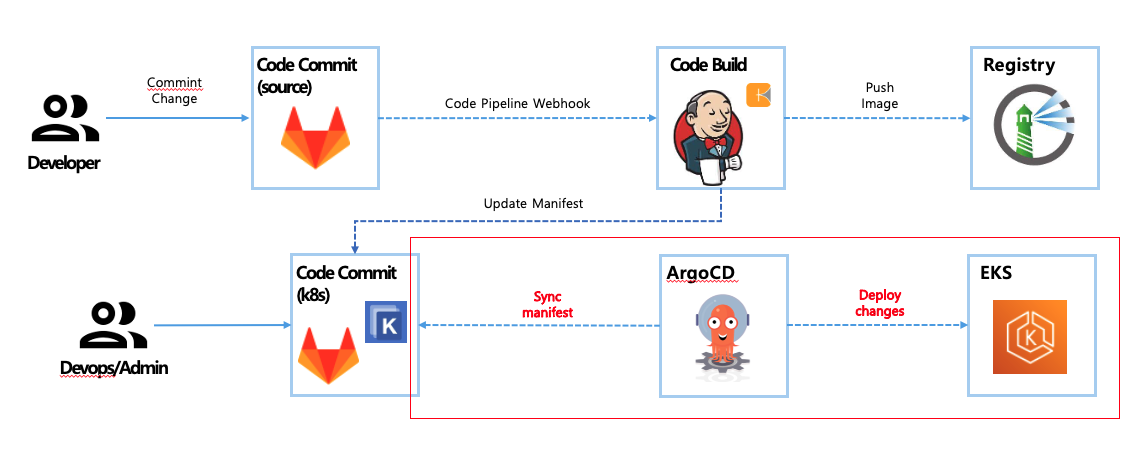 Code Commit
(source)
Code Build
Registry
Commint
Change
Code Pipeline Webhook
Push
Image
Developer
Update Manifest
Code Commit
(k8s)
K
ArgoCD
EKS
Sync
manifest
Deploy
changes
K
Devops/Admin